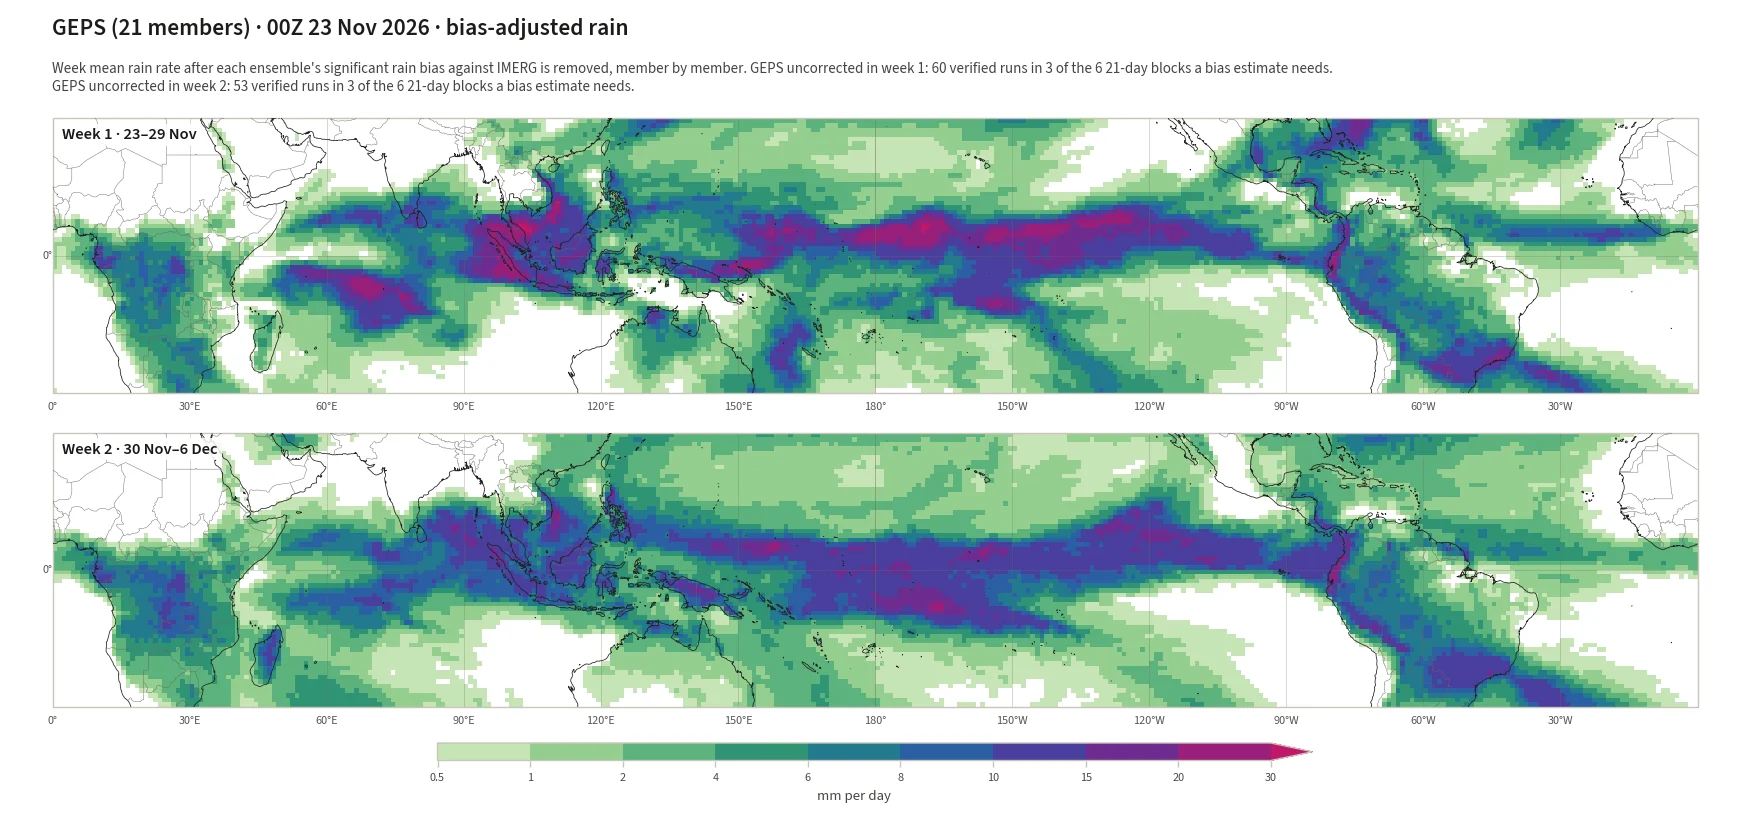 GEPS (21 members) · 00Z 23 Nov 2026 · bias-adjusted rain
Week mean rain rate after each ensemble's significant rain bias against IMERG is removed, member by member. GEPS uncorrected in week 1: 60 verified runs in 3 of the 6 21-day blocks a bias estimate needs.
GEPS uncorrected in week 2: 53 verified runs in 3 of the 6 21-day blocks a bias estimate needs.
Week 1 · 23–29 Nov
0°
0° 30°E 60°E 90°E 120°E 150°E 180° 150°W 120°W 90°W 60°W 30°W
Week 2 · 30 Nov–6 Dec
0°
0° 30°E 60°E 90°E 120°E 150°E 180° 150°W 120°W 90°W 60°W 30°W
0.5 1 2 4 6 8 10 15 20 30
mm per day